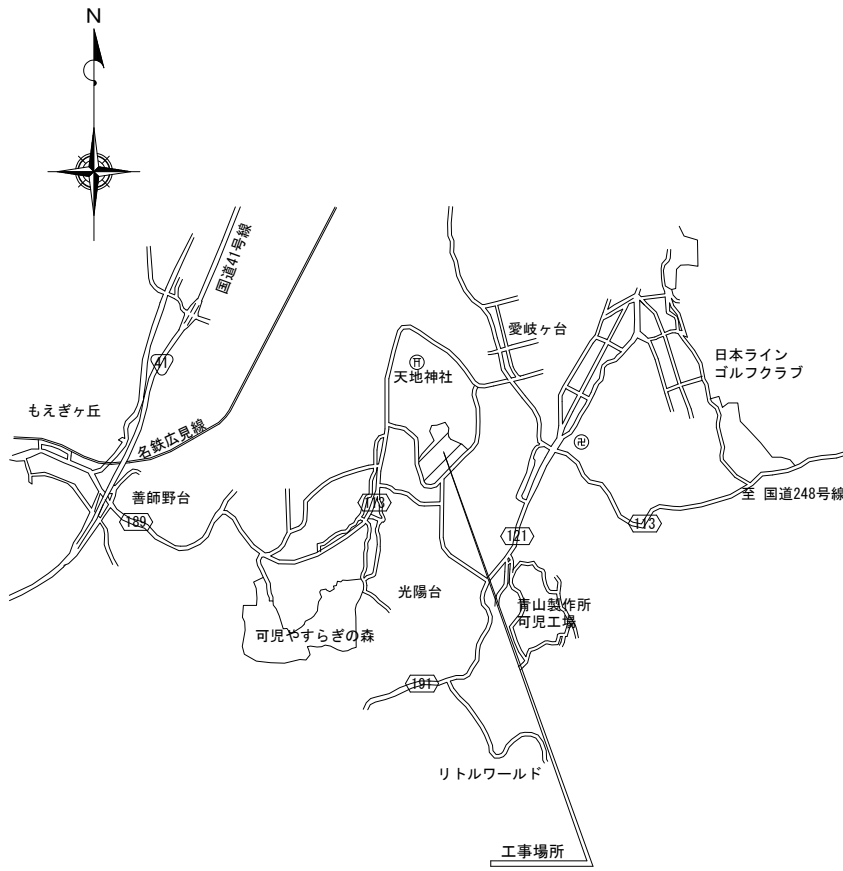 N
国道41号線
愛岐ヶ台
41
天地神社
日本ライン
ゴルフクラブ
もえぎヶ丘
名鉄広見線
卍
善師野台
189
113
至 国道248号線
113
121
光陽台
青山製作所
可児工場
可児やすらぎの森
191
リトルワールド
工事場所